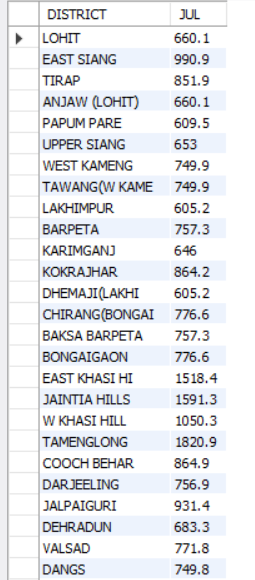 DISTRICT JUL
LOHIT 660.1
EAST SIANG 990.9
TIRAP 851.9
ANJAW (LOHIT) 660.1
PAPUM PARE 609.5
UPPER SIANG 653
WEST KAMENG 749.9
TAWANG(W KAME 749.9
LAKHIMPUR 605.2
BARPETA 757.3
KARIMGANJ 646
KOKRAJHAR 864.2
DHEMAJI(LAKHI 605.2
CHIRANG(BONGAI 776.6
BAKSA BARPETA 757.3
BONGAIGAON 776.6
EAST KHASI HI 1518.4
JAINTIA HILLS 1591.3
W KHASI HILL 1050.3
TAMENGLONG 1820.9
COOCH BEHAR 864.9
DARJEELING 756.9
JALPAIGURI 931.4
DEHRADUN 683.3
VALSAD 771.8
DANGS 749.8